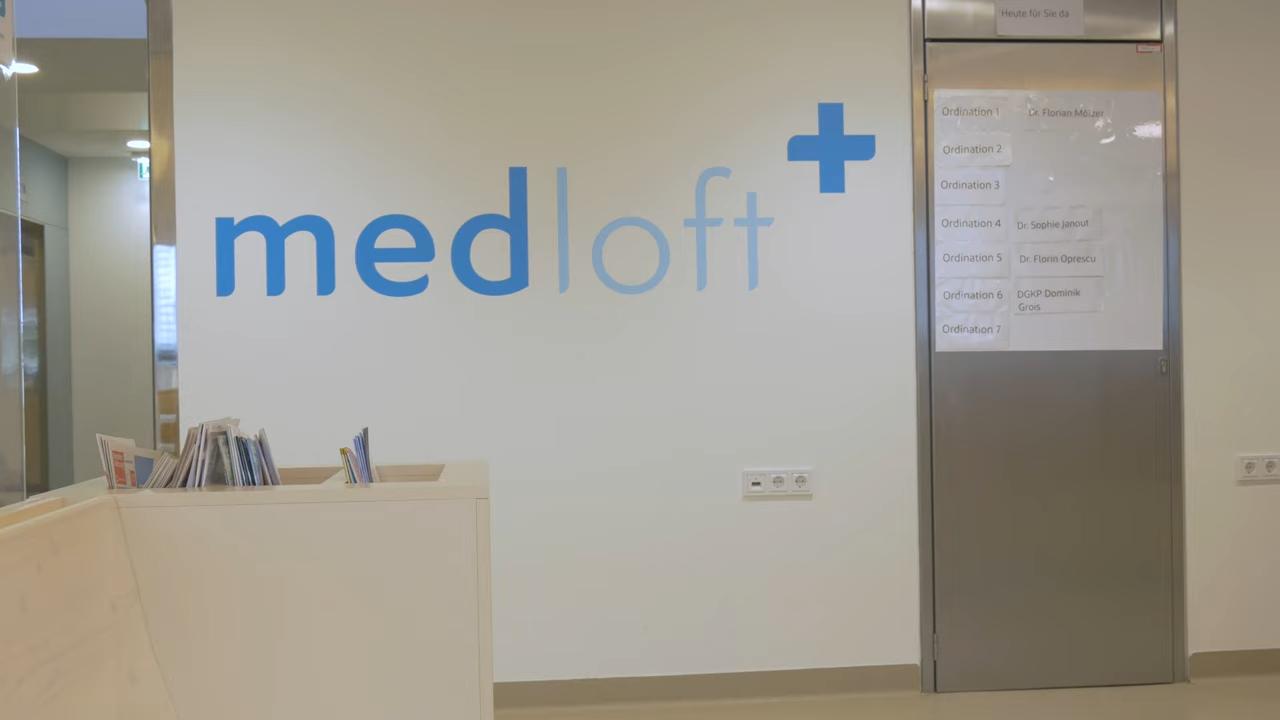 Heute für Sie da
medloft
Ordination 1 Dr. Florian Mölzer
Ordination 2
Ordination 3
Ordination 4 Dr. Sophie Janout
Ordination 5 Dr. Florin Oprescu
Ordination 6 DGKP Dominik
Grois
Ordination 7